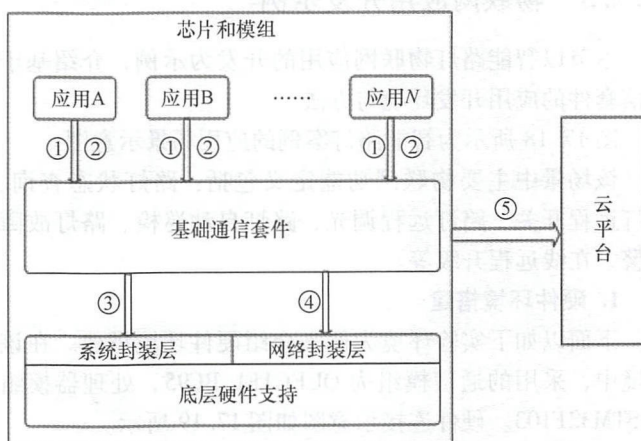 芯片和模组
应用A 应用B …… 应用N
① ② ① ② ① ②
基础通信套件
⑤
云平台
③ ④
系统封装层 网络封装层
底层硬件支持